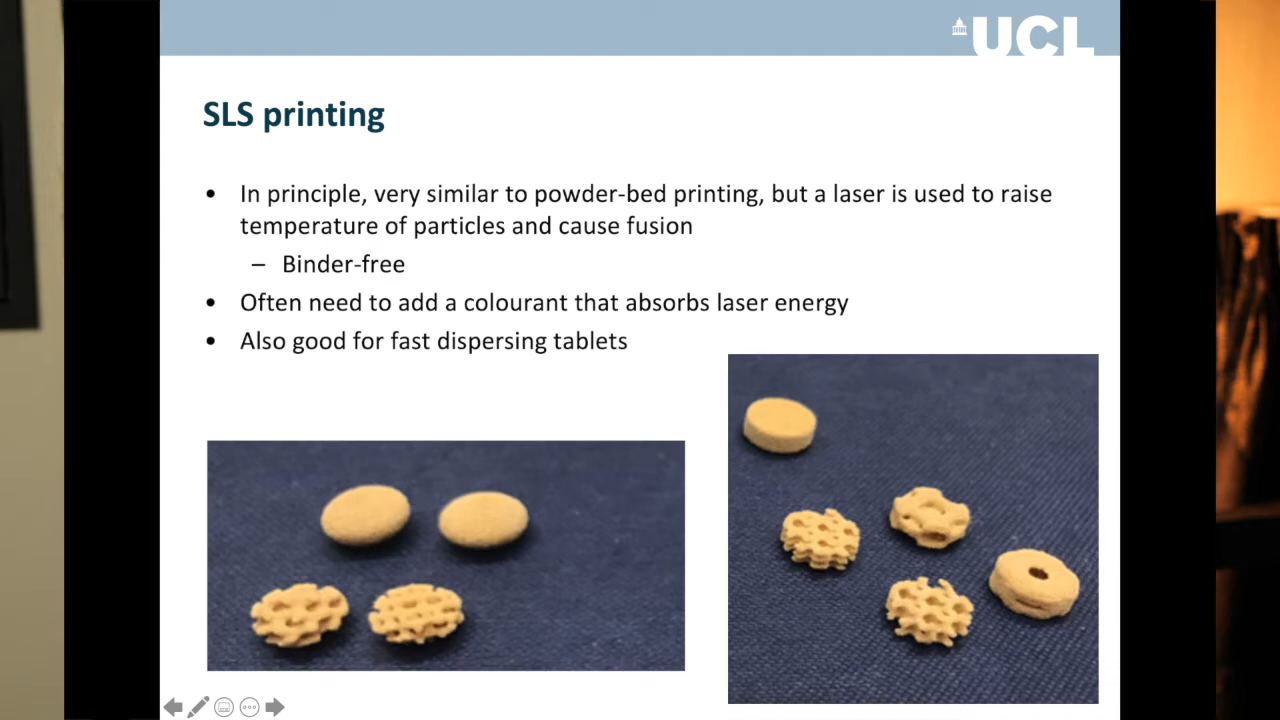 UCL
SLS printing
• In principle, very similar to powder-bed printing, but a laser is used to raise
temperature of particles and cause fusion
– Binder-free
• Often need to add a colourant that absorbs laser energy
• Also good for fast dispersing tablets